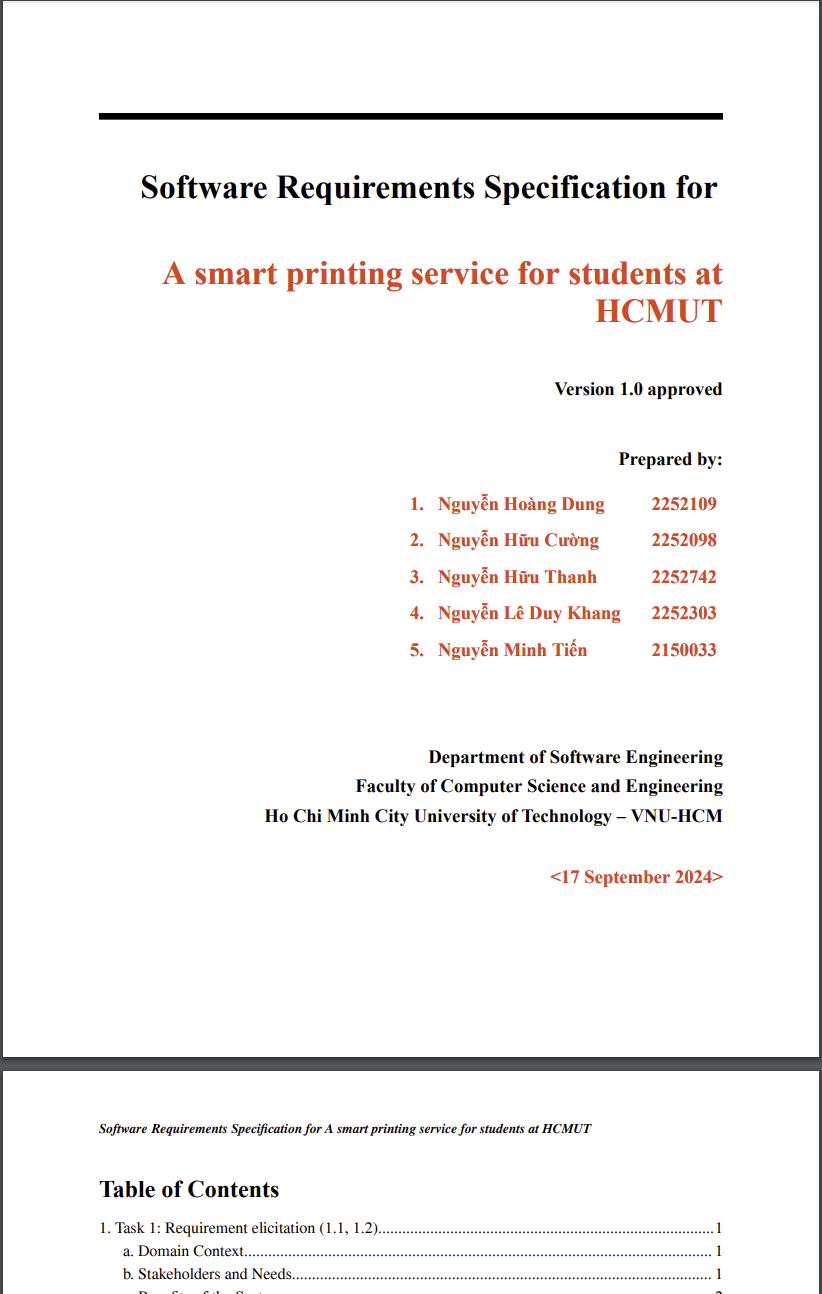 Software Requirements Specification for
A smart printing service for students at
HCMUT
Version 1.0 approved
Prepared by:
1. Nguyễn Hoàng Dung 2252109
2. Nguyễn Hữu Cường 2252098
3. Nguyễn Hữu Thanh 2252742
4. Nguyễn Lê Duy Khang 2252303
5. Nguyễn Minh Tiến 2150033
Department of Software Engineering
Faculty of Computer Science and Engineering
Ho Chi Minh City University of Technology – VNU-HCM
<17 September 2024>
Software Requirements Specification for A smart printing service for students at HCMUT
Table of Contents
1. Task 1: Requirement elicitation (1.1, 1.2)....................................................................................1
a. Domain Context..................................................................................................................... 1
b. Stakeholders and Needs......................................................................................................... 1